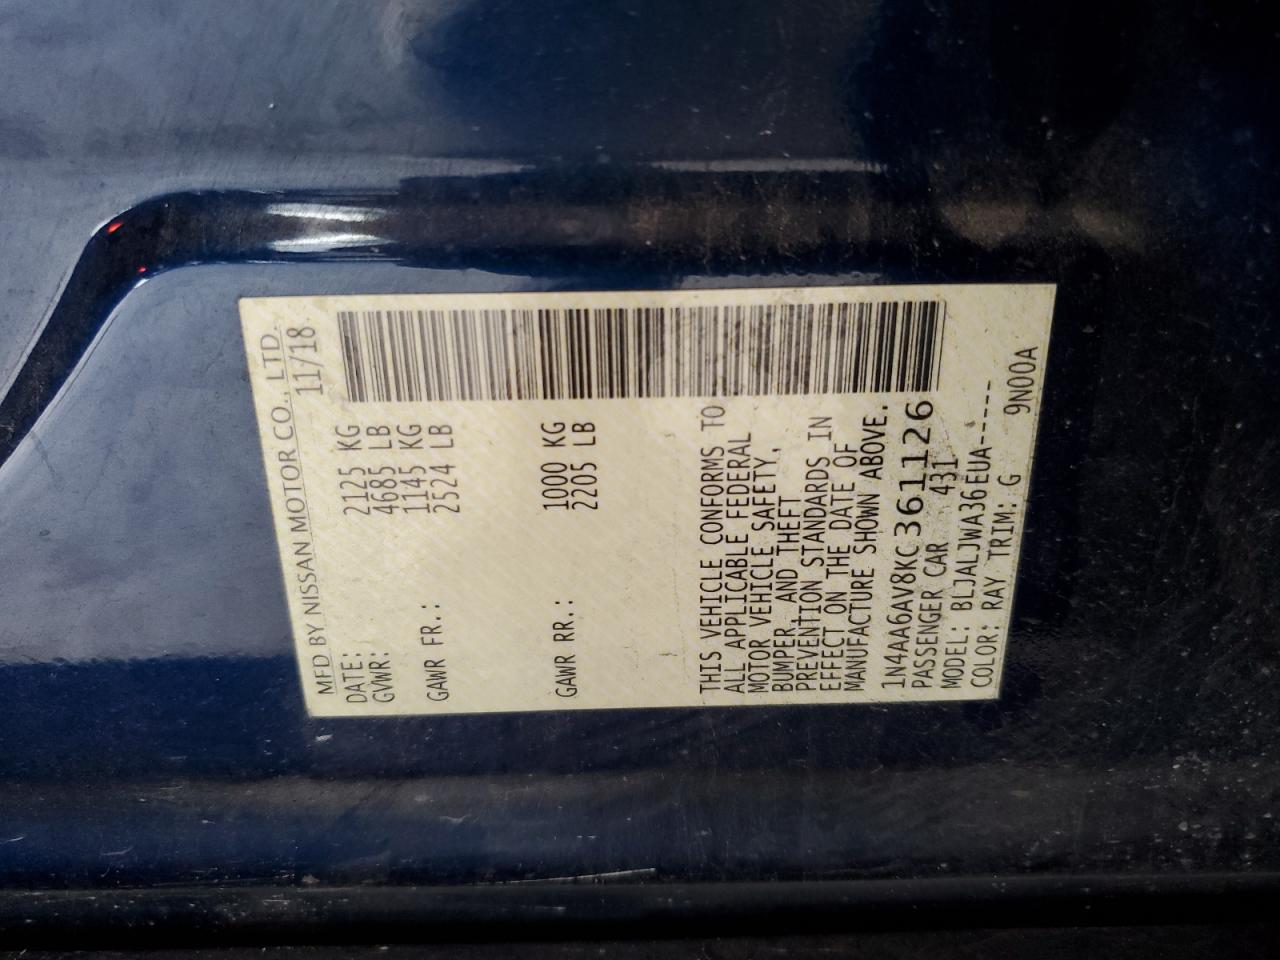 MFD BY NISSAN MOTOR CO., LTD.
DATE: 11/18
GVWR: 2125 KG
4685 LB
GAWR FR.: 1145 KG
2524 LB
GAWR RR.: 1000 KG
2205 LB
THIS VEHICLE CONFORMS TO
ALL APPLICABLE FEDERAL
MOTOR VEHICLE SAFETY,
BUMPER, AND THEFT
PREVENTION STANDARDS IN
EFFECT ON THE DATE OF
MANUFACTURE SHOWN ABOVE.
1N4AA6AV8KC361126
PASSENGER CAR 431
MODEL: BLJALJWA36EUA-----
COLOR: RAY TRIM: G 9N00A